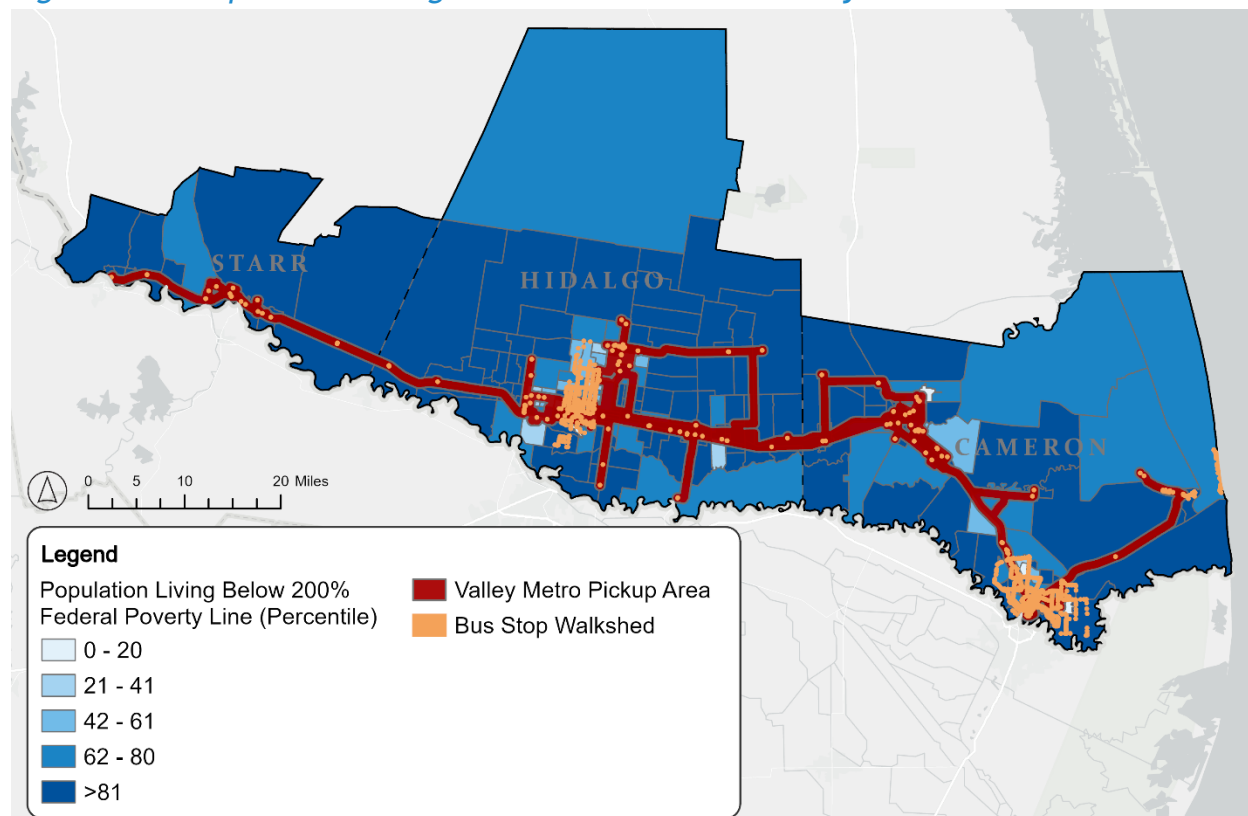 STARR
HIDALGO
CAMERON
0 5 10 20 Miles
Legend
Population Living Below 200%
Federal Poverty Line (Percentile)
0 - 20
21 - 41
42 - 61
62 - 80
>81
Valley Metro Pickup Area
Bus Stop Walkshed